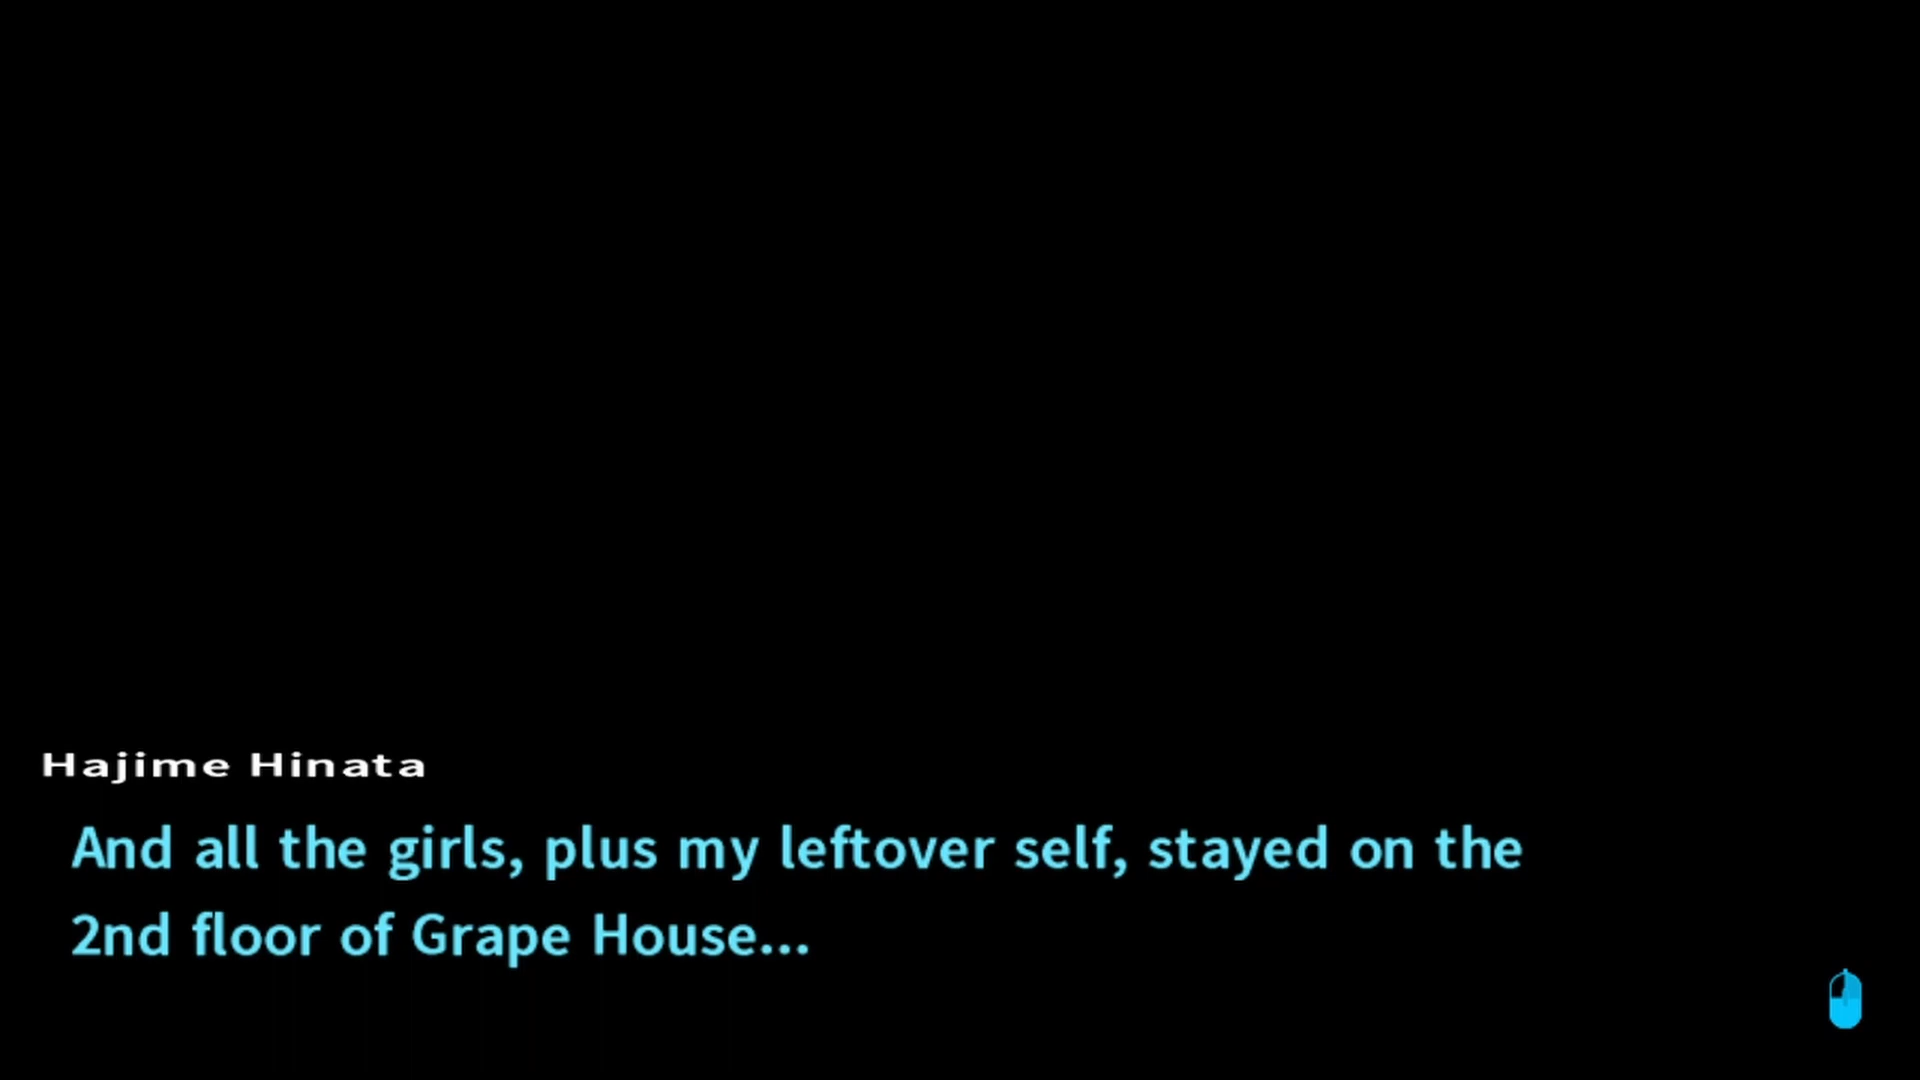 Hajime Hinata
And all the girls, plus my leftover self, stayed on the
2nd floor of Grape House...